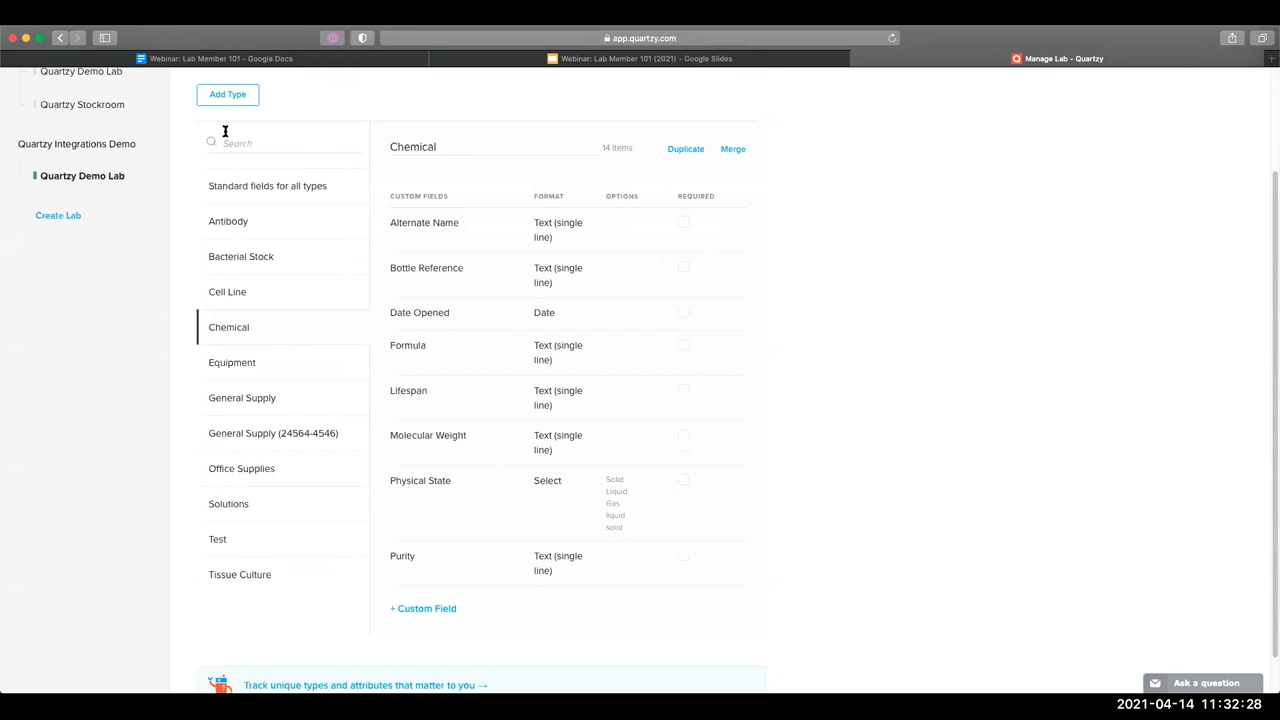 app.quartzy.com
Webinar: Lab Member 101 - Google Docs
Webinar: Lab Member 101 (2021) - Google Slides
Manage Lab - Quartzy
Quartzy Demo Lab
Quartzy Stockroom
Quartzy Integrations Demo
Quartzy Demo Lab
Create Lab
Add Type
Search
Standard fields for all types
Antibody
Bacterial Stock
Cell Line
Chemical
Equipment
General Supply
General Supply (24564-4546)
Office Supplies
Solutions
Test
Tissue Culture
Chemical 14 items Duplicate Merge
CUSTOM FIELDS FORMAT OPTIONS REQUIRED
Alternate Name Text (single
line)
Bottle Reference Text (single
line)
Date Opened Date
Formula Text (single
line)
Lifespan Text (single
line)
Molecular Weight Text (single
line)
Physical State Select Solid
Liquid
Gas
liquid
solid
Purity Text (single
line)
+ Custom Field
Track unique types and attributes that matter to you →
Ask a question
2021-04-14 11:32:28